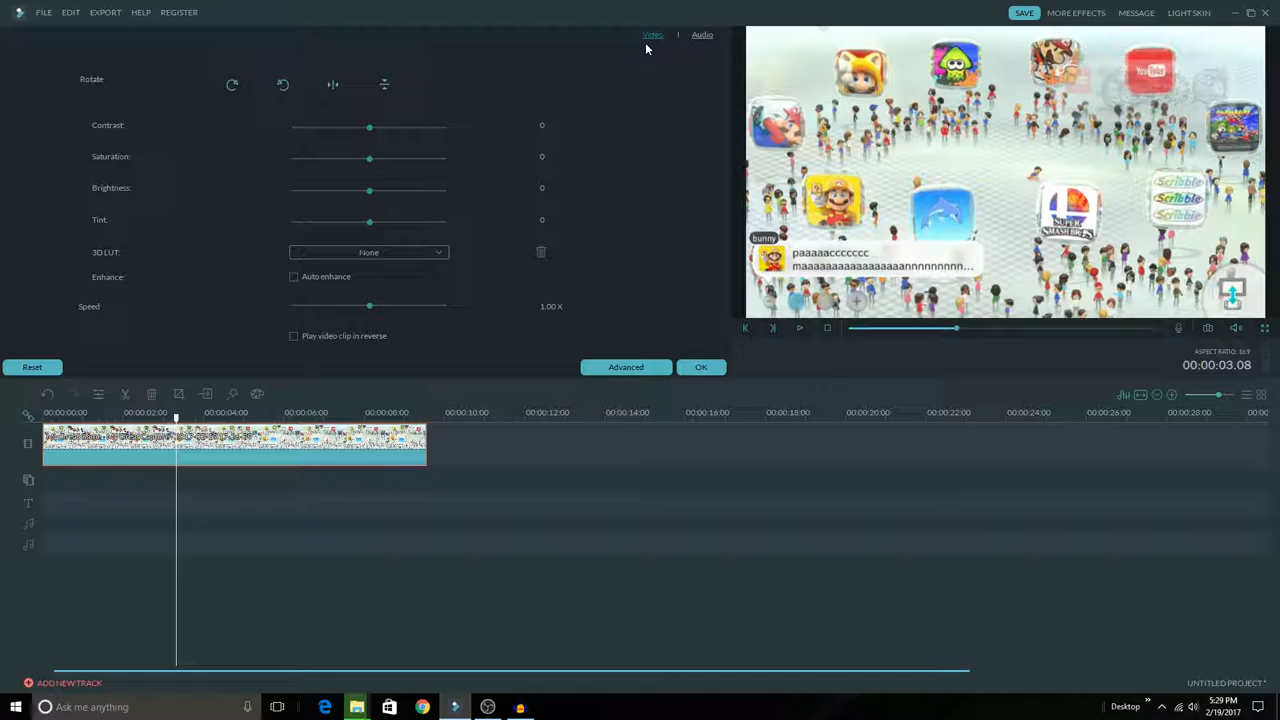 FILE EDIT EXPORT HELP REGISTER
SAVE MORE EFFECTS MESSAGE LIGHT SKIN
Video | Audio
Rotate
Contrast: 0
Saturation: 0
Brightness: 0
Tint: 0
3D LUT: None
Enhance: Auto enhance
Speed 1.00 X
Play video clip in reverse
Reset Advanced OK
YouTube
Scribble
Scribble
Scribble
SUPER
SMASH BROS
bunny
paaaaaccccccc
maaaaaaaaaaaaaaaannnnnnnnn...
ASPECT RATIO: 16:9
00:00:03.08
00:00:00:00 00:00:02:00 00:00:04:00 00:00:06:00 00:00:08:00 00:00:10:00 00:00:12:00 00:00:14:00 00:00:16:00 00:00:18:00 00:00:20:00 00:00:22:00 00:00:24:00 00:00:26:00 00:00:28:00 00:00
ADD NEW TRACK
UNTITLED PROJECT *
Ask me anything
Desktop
5:29 PM
2/19/2017